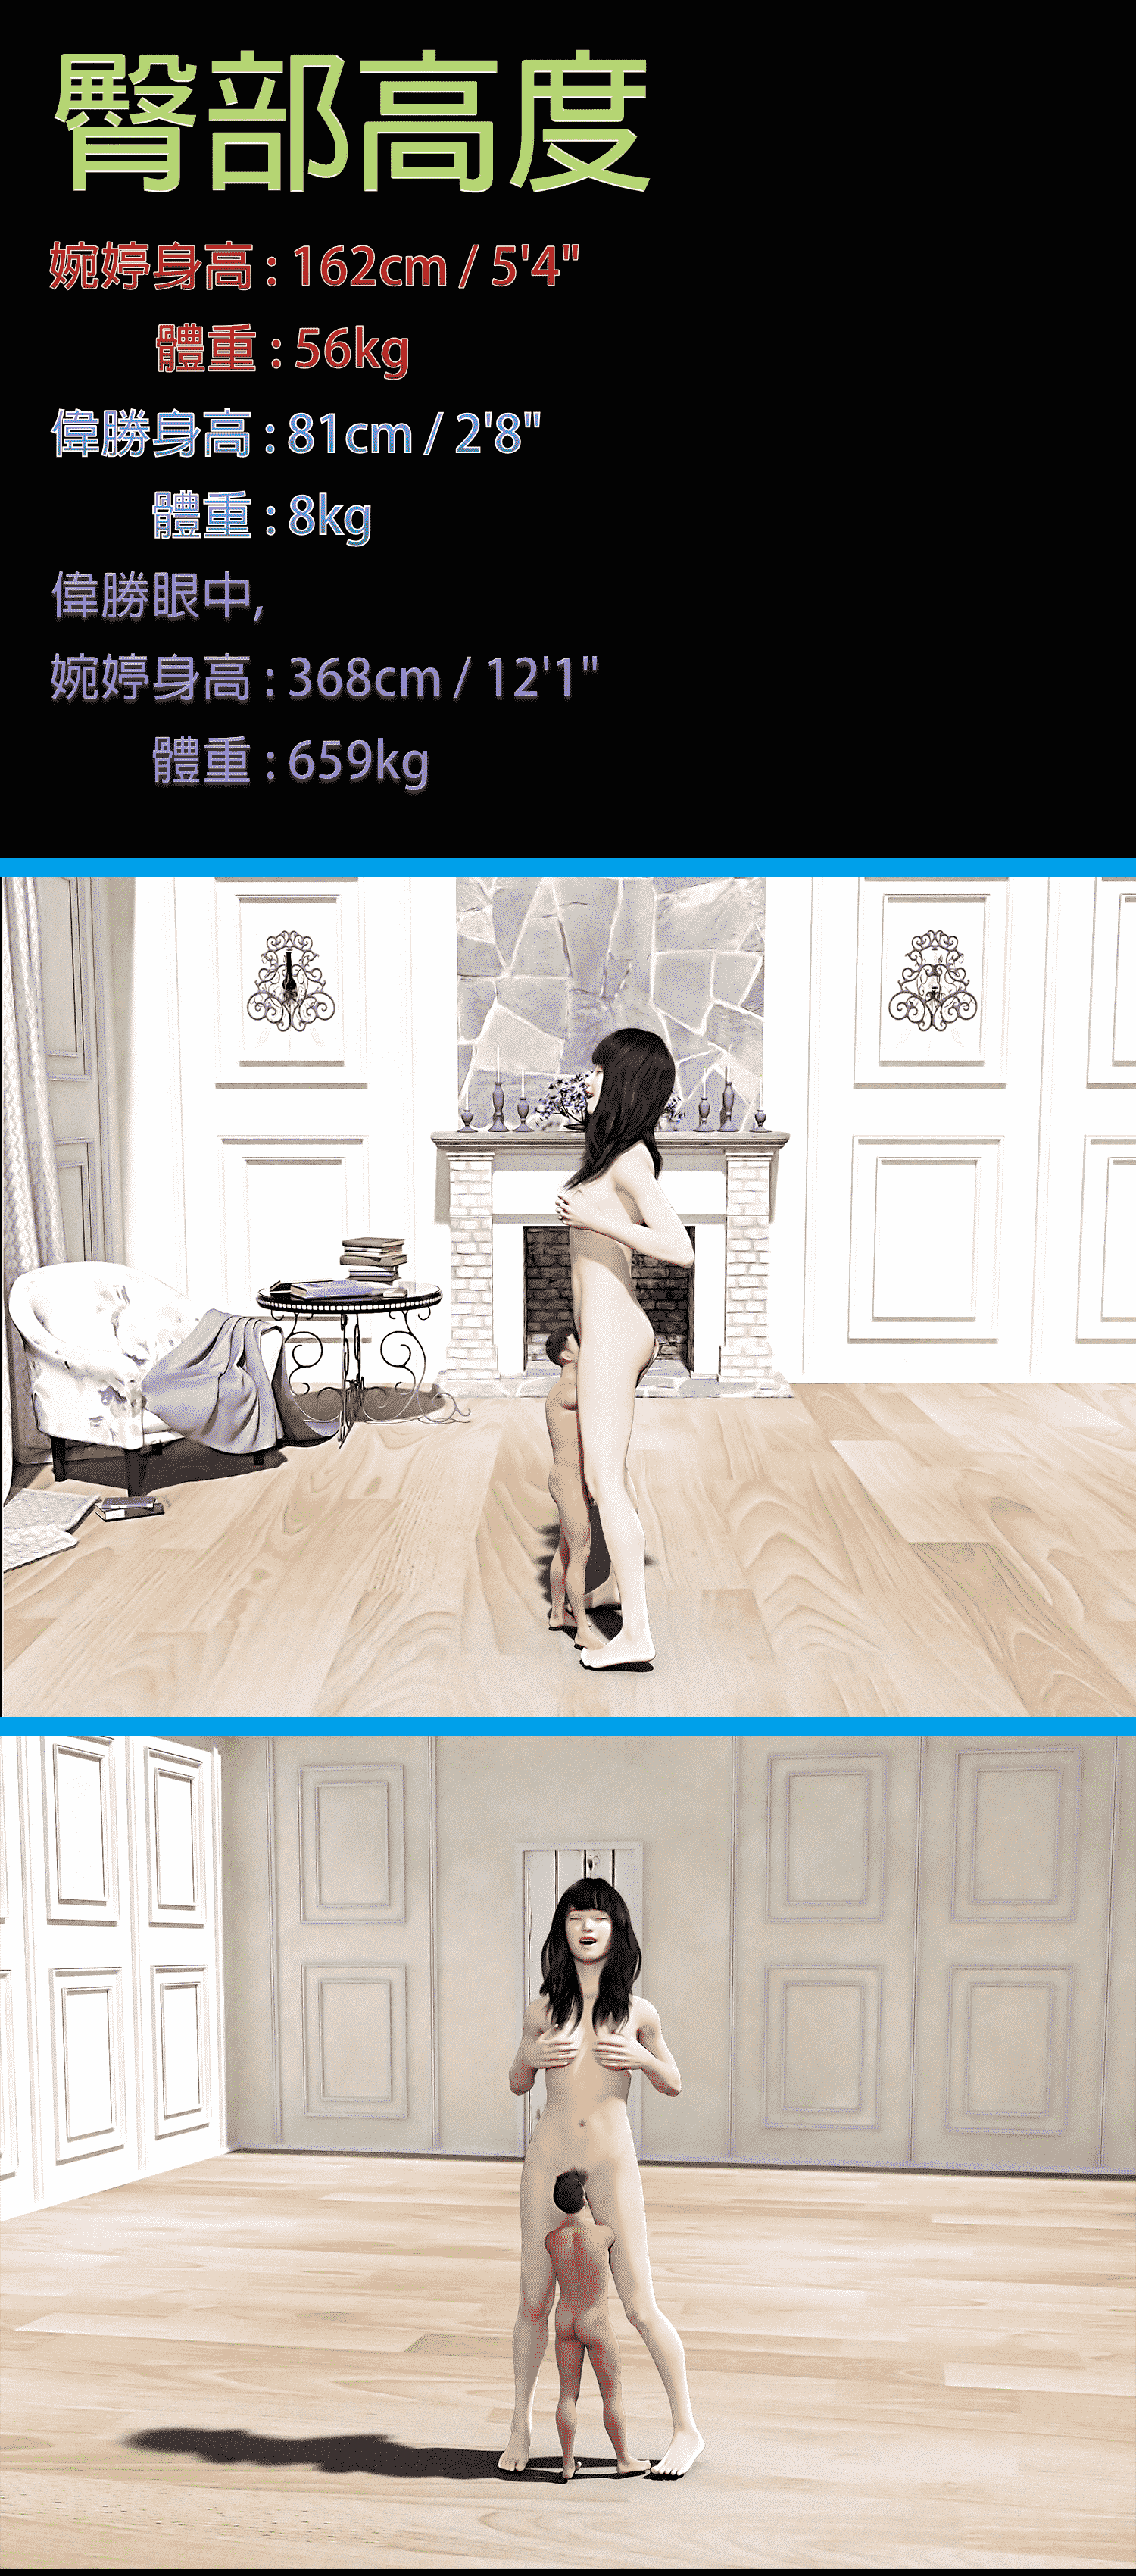 臀部高度
婉婷身高 : 162cm / 5'4"
體重 : 56kg
偉勝身高 : 81cm / 2'8"
體重 : 8kg
偉勝眼中,
婉婷身高 : 368cm / 12'1"
體重 : 659kg